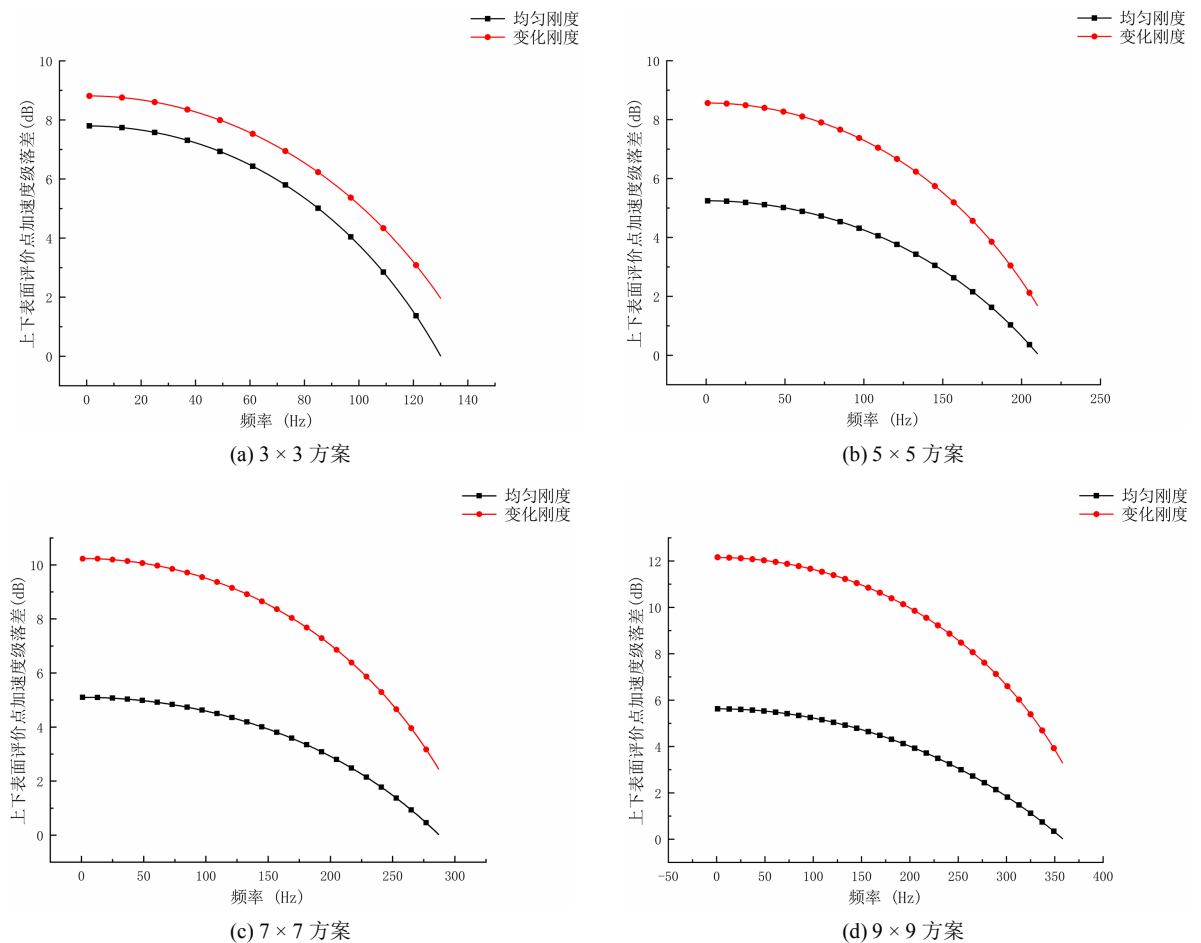 均匀刚度
变化刚度
上下表面评价点加速度级落差(dB)
10
8
6
4
2
0
0 20 40 60 80 100 120 140
频率 (Hz)
(a) 3 × 3 方案
均匀刚度
变化刚度
上下表面评价点加速度级落差(dB)
10
8
6
4
2
0
0 50 100 150 200 250
频率 (Hz)
(b) 5 × 5 方案
均匀刚度
变化刚度
上下表面评价点加速度级落差(dB)
10
8
6
4
2
0
0 50 100 150 200 250 300
频率 (Hz)
(c) 7 × 7 方案
均匀刚度
变化刚度
上下表面评价点加速度级落差(dB)
12
10
8
6
4
2
0
-50 0 50 100 150 200 250 300 350 400
频率 (Hz)
(d) 9 × 9 方案